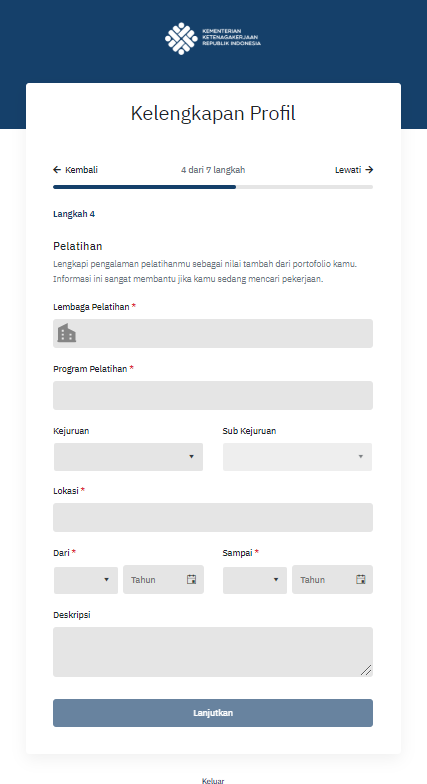 KEMENTERIAN
KETENAGAKERJAAN
REPUBLIK INDONESIA
Kelengkapan Profil
Kembali
4 dari 7 langkah
Lewati
Langkah 4
Pelatihan
Lengkapi pengalaman pelatihanmu sebagai nilai tambah dari portofolio kamu.
Informasi ini sangat membantu jika kamu sedang mencari pekerjaan.
Lembaga Pelatihan *
Program Pelatihan *
Kejuruan
Sub Kejuruan
Lokasi *
Dari *
Sampai *
Tahun
Tahun
Deskripsi
Lanjutkan
Keluar